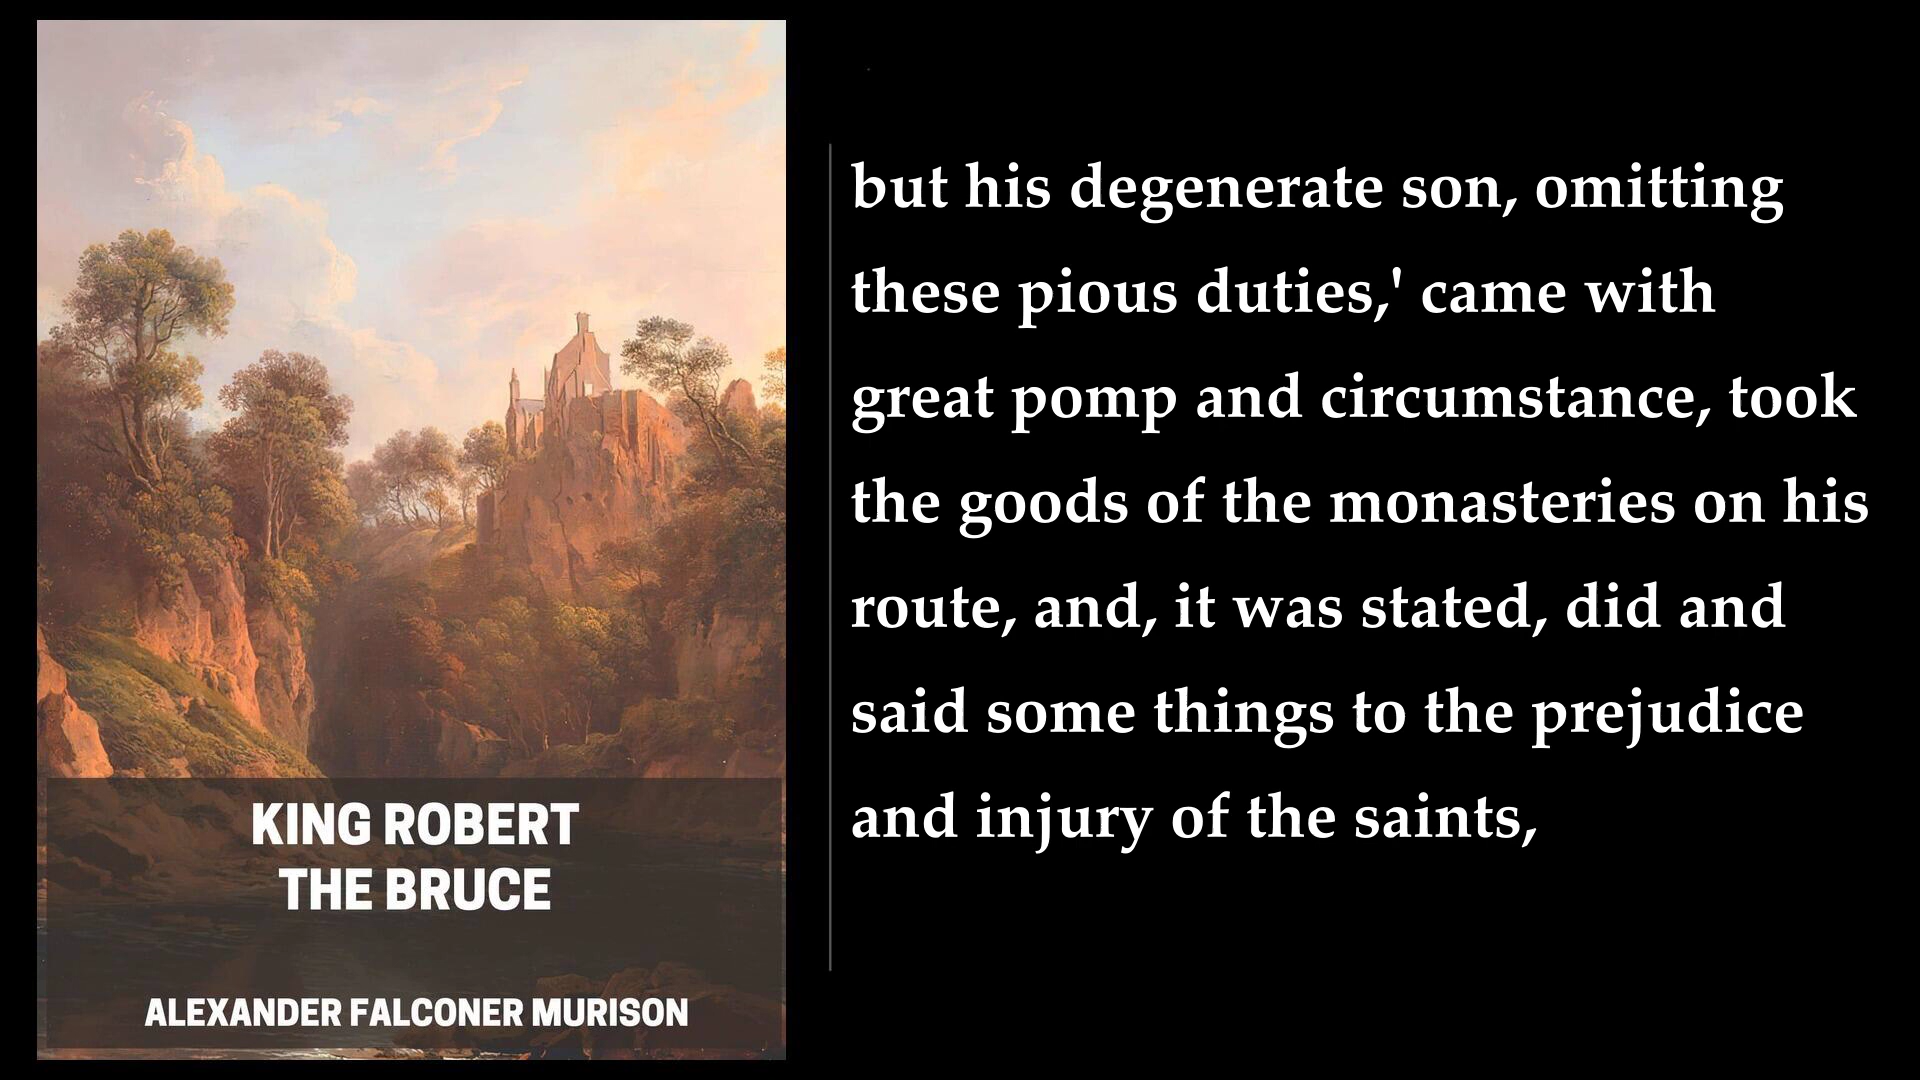 KING ROBERT
THE BRUCE
ALEXANDER FALCONER MURISON
but his degenerate son, omitting
these pious duties,' came with
great pomp and circumstance, took
the goods of the monasteries on his
route, and, it was stated, did and
said some things to the prejudice
and injury of the saints,